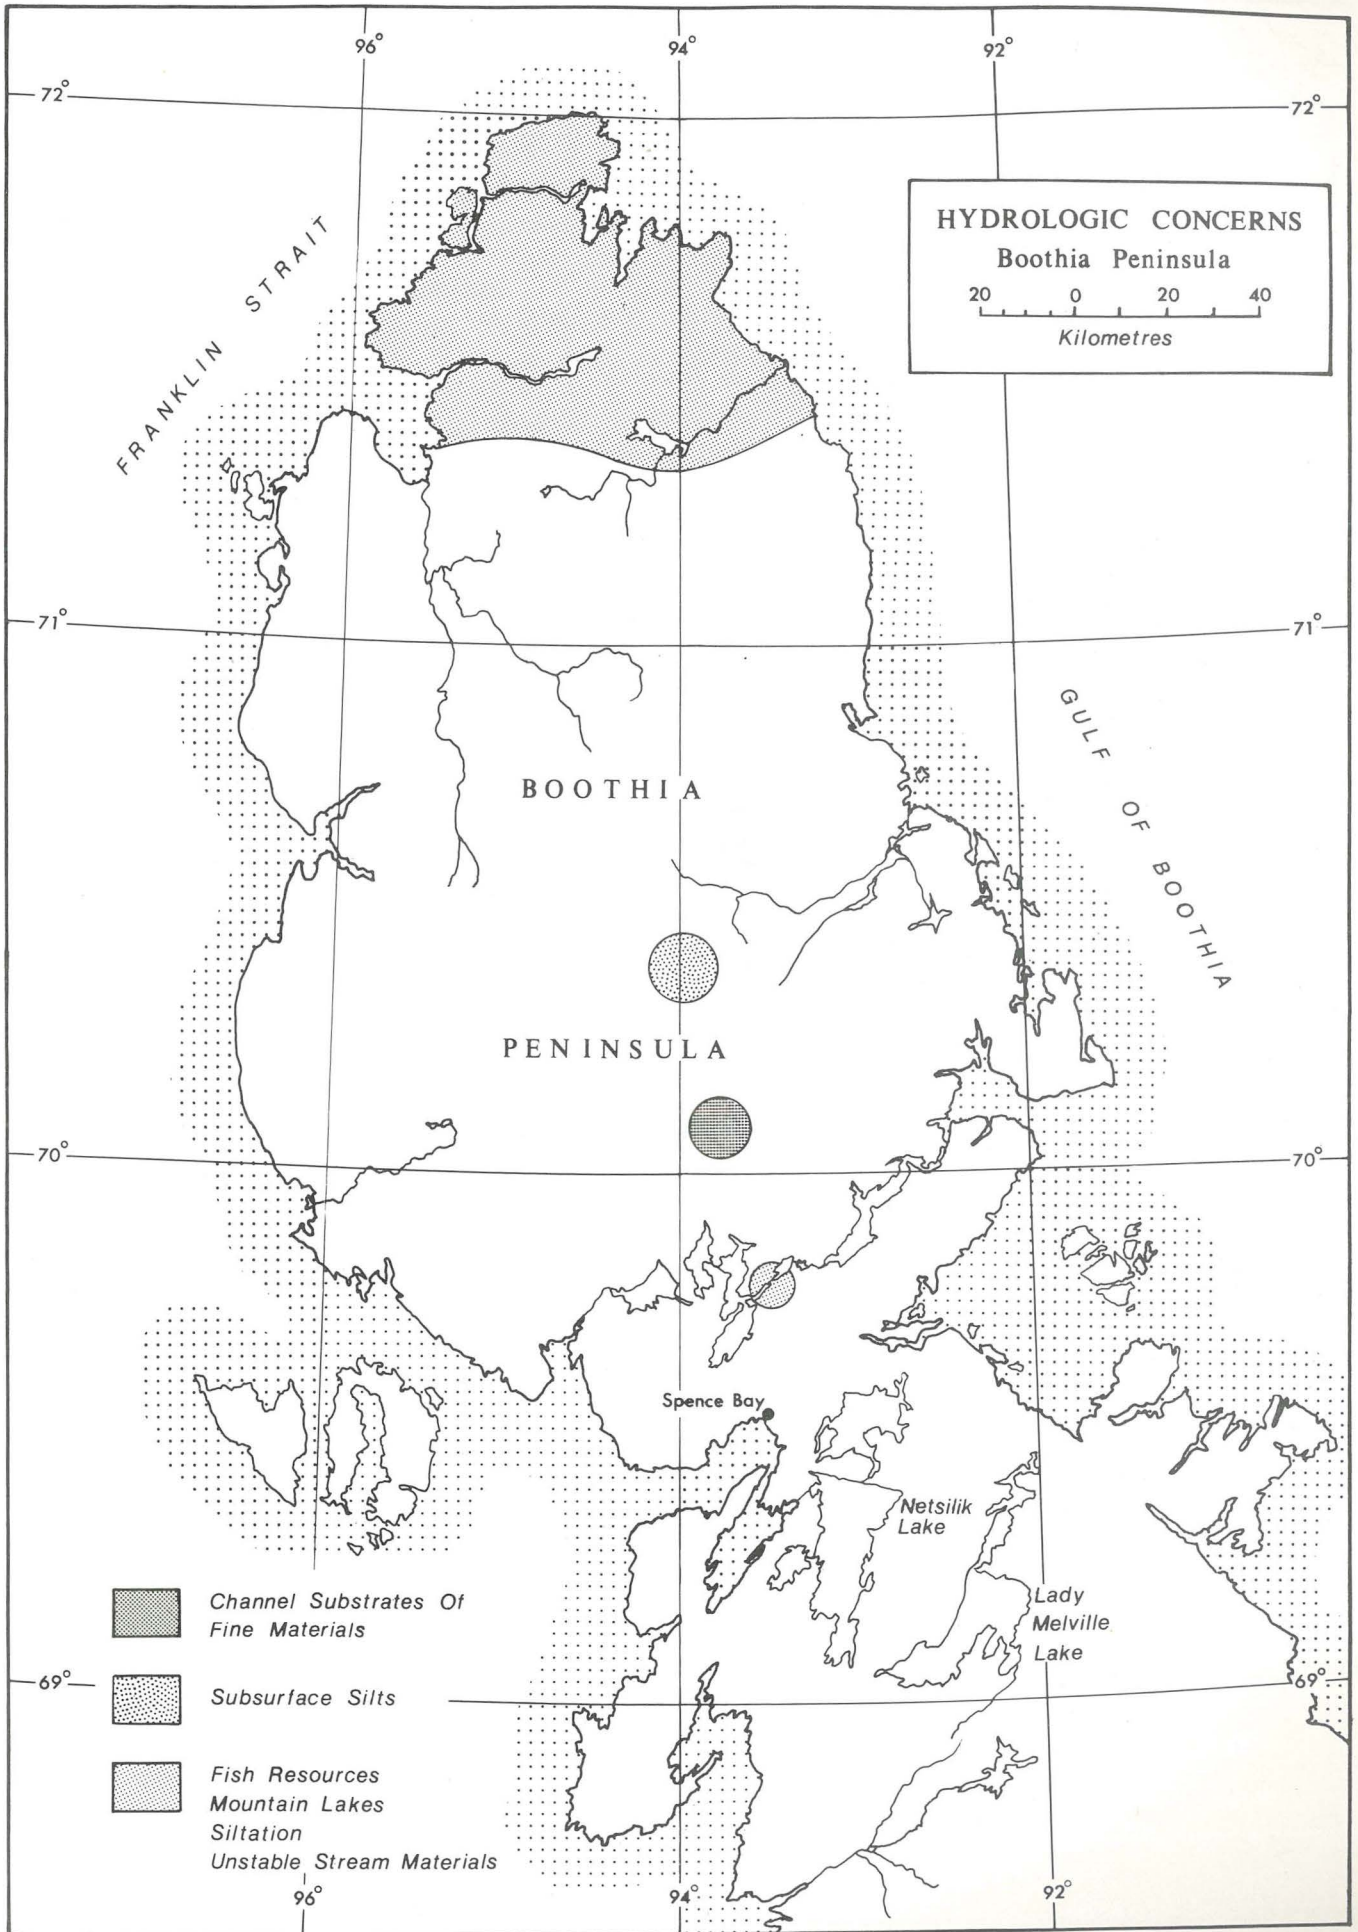 96°
94°
92°
72°
72°
HYDROLOGIC CONCERNS
Boothia Peninsula
20 0 20 40
Kilometres
FRANKLIN STRAIT
71°
71°
GULF OF BOOTHIA
BOOTHIA
PENINSULA
70°
70°
Spence Bay
Netsilik
Lake
Lady
Melville
Lake
Channel Substrates Of
Fine Materials
69°
69°
Subsurface Silts
Fish Resources
Mountain Lakes
Siltation
Unstable Stream Materials
96°
94°
92°